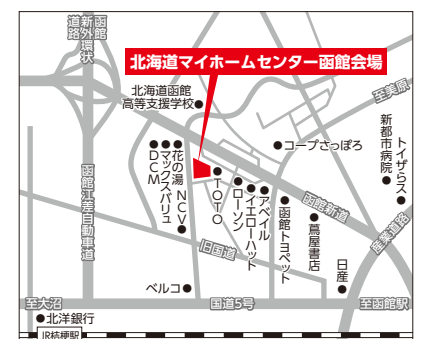 函館
新外環状
道路
北海道マイホームセンター函館会場
北海道函館
高等支援学校
至美原
コープさっぽろ
新都市病院
トイザらス
花の湯
NCV
マックスバリュ
DCM
TOTO
ローソン
イエローハット
アベイル
函館トヨペット
蔦屋書店
日産
函館新道
産業道路
函館江差自動車道
旧国道
ベルコ
至大沼
国道5号
至函館駅
北洋銀行
JR桔梗駅